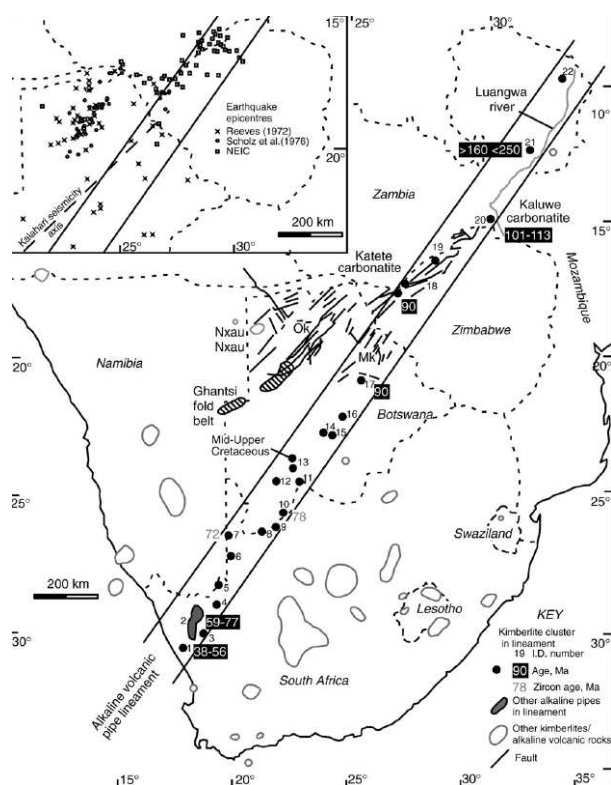 25°
30°
30°
Earthquake
epicentres
Reeves (1972)
Scholz et al.(1976)
NEIC
20°
200 km
Kalahari seismicity
axis
25°
30°
Luangwa
river
22
10°
>160 <250
21
Zambia
Kaluwe
carbonatite
20
15°
101-113
Katete
carbonatite
19
18
90
Mozambique
Zimbabwe
Nxau
Nxau
Ok
Mk
Namibia
20°
20°
17
90
Ghantsi
fold
belt
16
Botswana
14
15
Mid-Upper
Cretaceous
13
12
11
25°
25°
10
78
9
72
7
8
6
Swaziland
200 km
5
4
Lesotho
2
59-77
3
30°
30°
1
38-56
South Africa
Alkaline volcanic
pipe lineament
KEY
Kimberlite cluster
in lineament
19 I.D. number
90 Age, Ma
78 Zircon age, Ma
Other alkaline pipes
in lineament
Other kimberlites/
alkaline volcanic rocks
Fault
15°
20°
25°
30°
35°